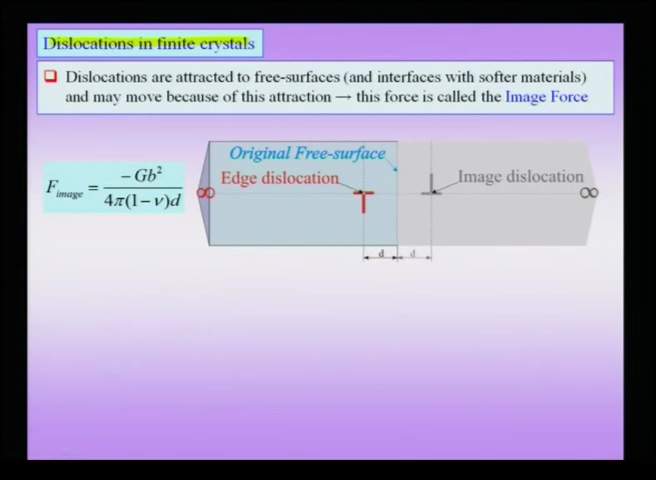 Dislocations in finite crystals
Dislocations are attracted to free-surfaces (and interfaces with softer materials)
and may move because of this attraction → this force is called the Image Force
Original Free-surface
Edge dislocation
Image dislocation
F_image = −Gb² / 4π(1−ν)d
∞
∞
d
d